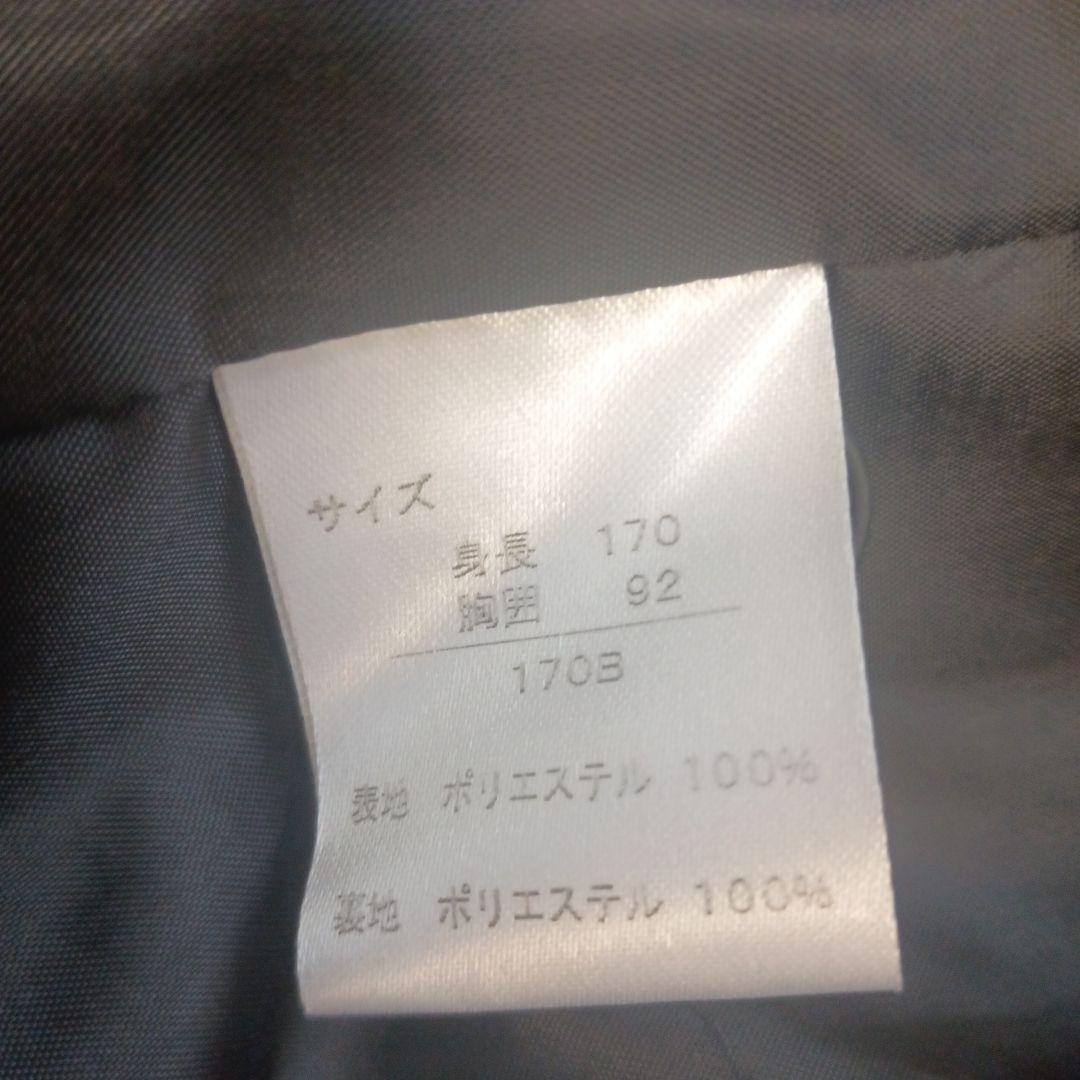 サイズ
身長 170
胸囲 92
170B
表地 ポリエステル 100%
裏地 ポリエステル 100%